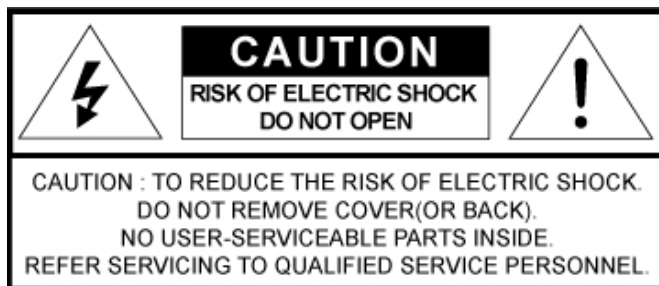 CAUTION
RISK OF ELECTRIC SHOCK
DO NOT OPEN
CAUTION : TO REDUCE THE RISK OF ELECTRIC SHOCK.
DO NOT REMOVE COVER(OR BACK).
NO USER-SERVICEABLE PARTS INSIDE.
REFER SERVICING TO QUALIFIED SERVICE PERSONNEL.